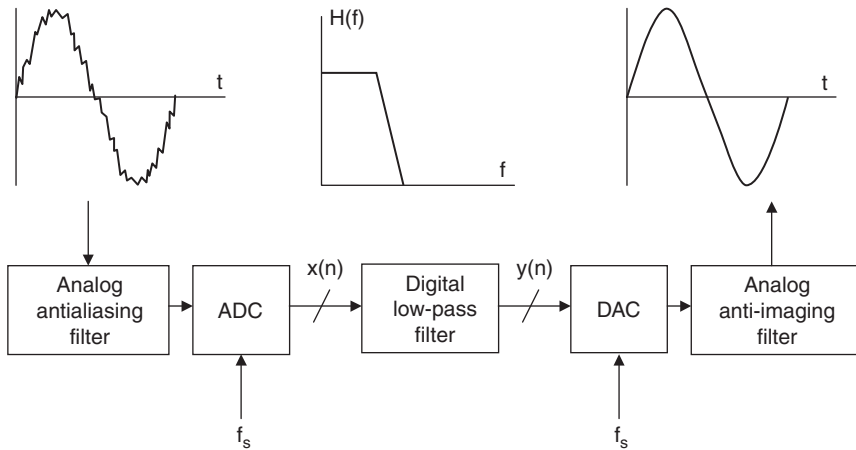 t
H(f)
f
t
Analog
antialiasing
filter
ADC
x(n)
Digital
low-pass
filter
y(n)
DAC
Analog
anti-imaging
filter
fs
fs